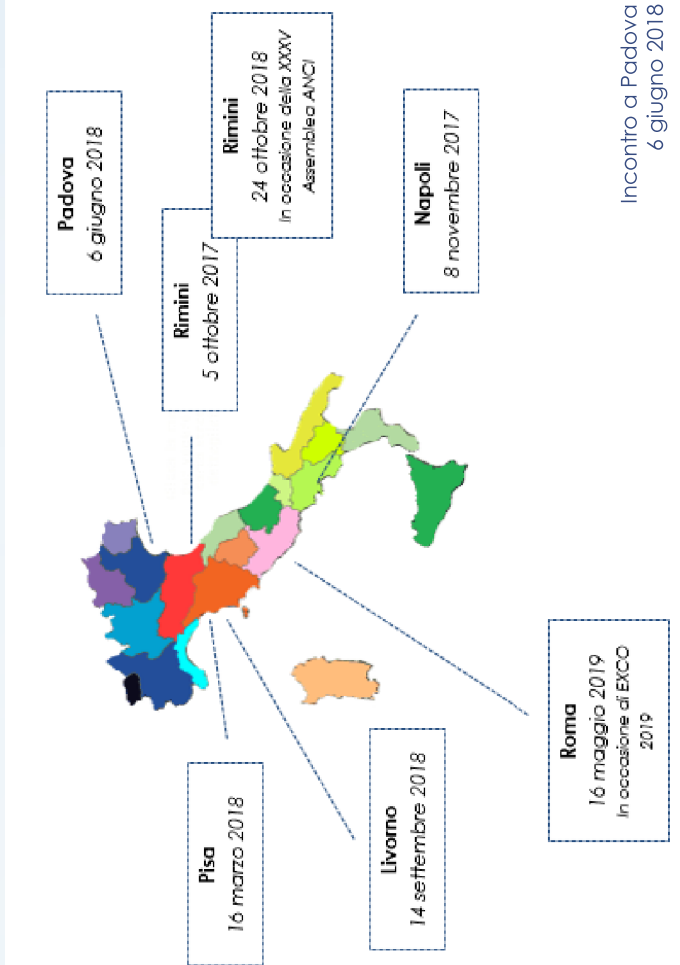 Padova
6 giugno 2018
Rimini
5 ottobre 2017
Rimini
24 ottobre 2018
In occasione della XXXV
Assemblea ANCI
Napoli
8 novembre 2017
Pisa
16 marzo 2018
Livorno
14 settembre 2018
Roma
16 maggio 2019
In occasione di EXCO
2019
Incontro a Padova
6 giugno 2018